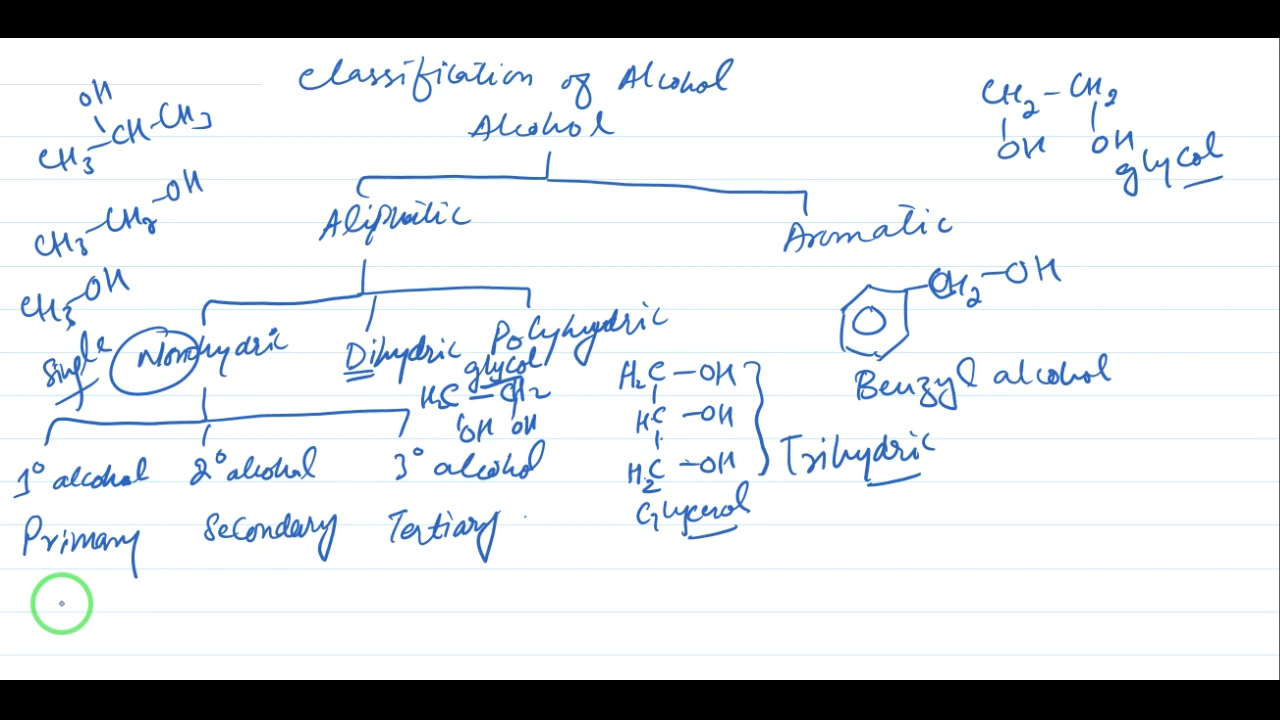 Classification of Alcohol
Alcohol
OH
CH3-CH-CH3
CH3-CH2-OH
CH3-OH
Single
CH2-CH2
OH OH
glycol
Aliphatic
Aromatic
CH2-OH
Benzyl alcohol
Monohydric
Dihydric
Polyhydric
glycol
H2C-CH2
OH OH
H2C-OH
HC-OH
H2C-OH
Glycerol
Trihydric
1° alcohol 2° alcohol 3° alcohol
Primary Secondary Tertiary